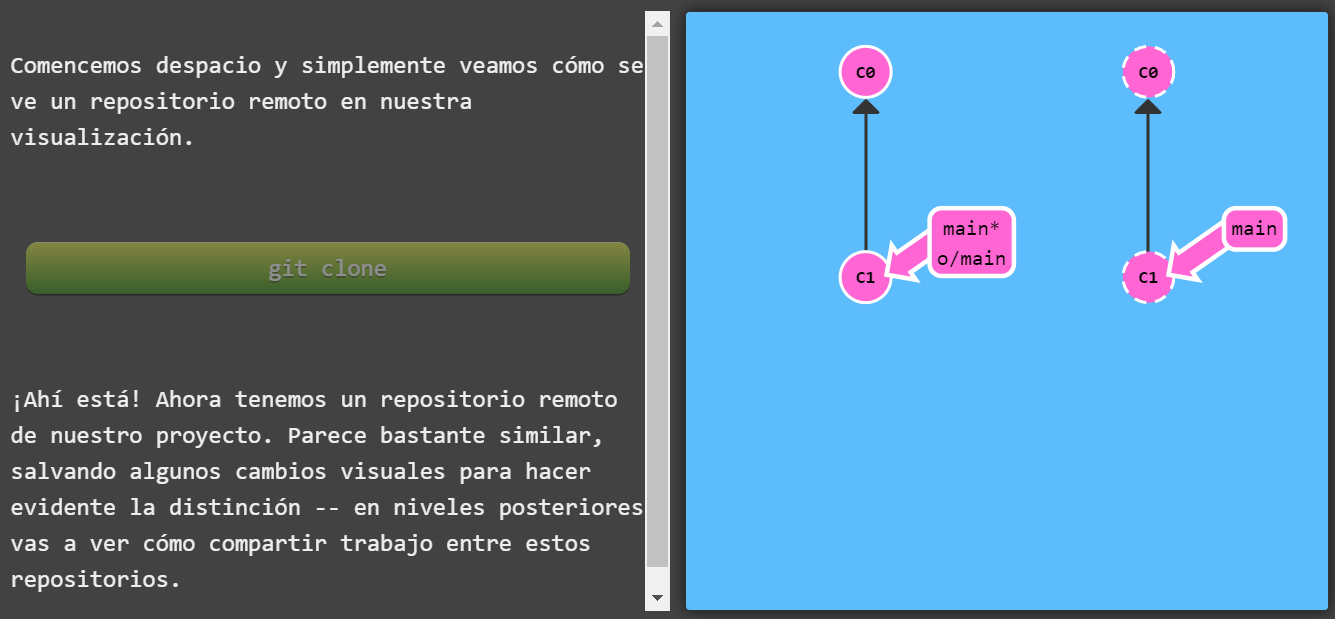 Comencemos despacio y simplemente veamos cómo se
ve un repositorio remoto en nuestra
visualización.
git clone
¡Ahí está! Ahora tenemos un repositorio remoto
de nuestro proyecto. Parece bastante similar,
salvando algunos cambios visuales para hacer
evidente la distinción -- en niveles posteriores
vas a ver cómo compartir trabajo entre estos
repositorios.
C0
main*
o/main
C1
C0
main
C1